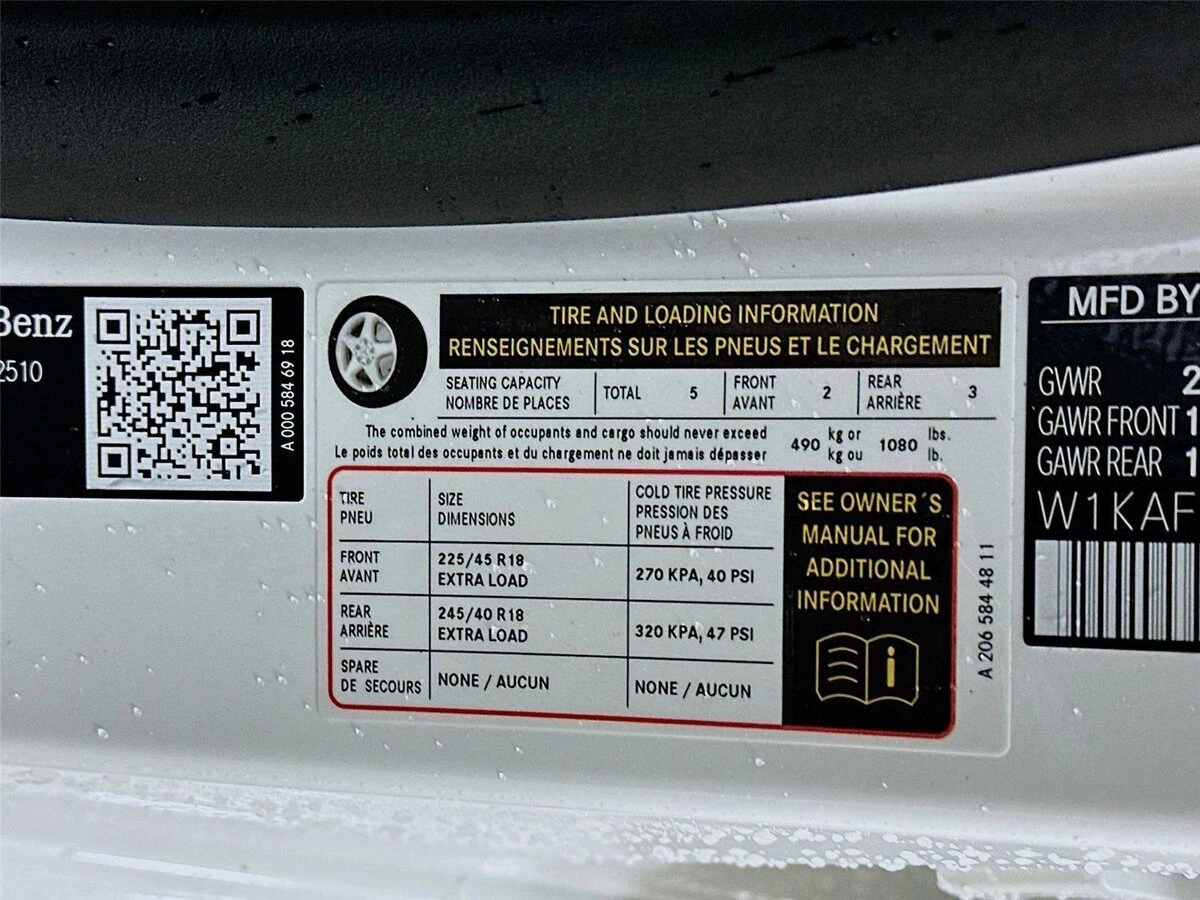 Benz
2510
A 000 584 69 18
TIRE AND LOADING INFORMATION
RENSEIGNEMENTS SUR LES PNEUS ET LE CHARGEMENT
SEATING CAPACITY
NOMBRE DE PLACES
TOTAL 5
FRONT
AVANT
2
REAR
ARRIÈRE
3
The combined weight of occupants and cargo should never exceed
Le poids total des occupants et du chargement ne doit jamais dépasser
490
kg or
kg ou
1080
lbs.
lb.
TIRE
PNEU
SIZE
DIMENSIONS
COLD TIRE PRESSURE
PRESSION DES
PNEUS À FROID
FRONT
AVANT
225/45 R18
EXTRA LOAD
270 KPA, 40 PSI
REAR
ARRIÈRE
245/40 R18
EXTRA LOAD
320 KPA, 47 PSI
SPARE
DE SECOURS
NONE / AUCUN
NONE / AUCUN
SEE OWNER´S
MANUAL FOR
ADDITIONAL
INFORMATION
A 206 584 48 11
MFD BY
GVWR 2
GAWR FRONT 1
GAWR REAR 1
W1KAF